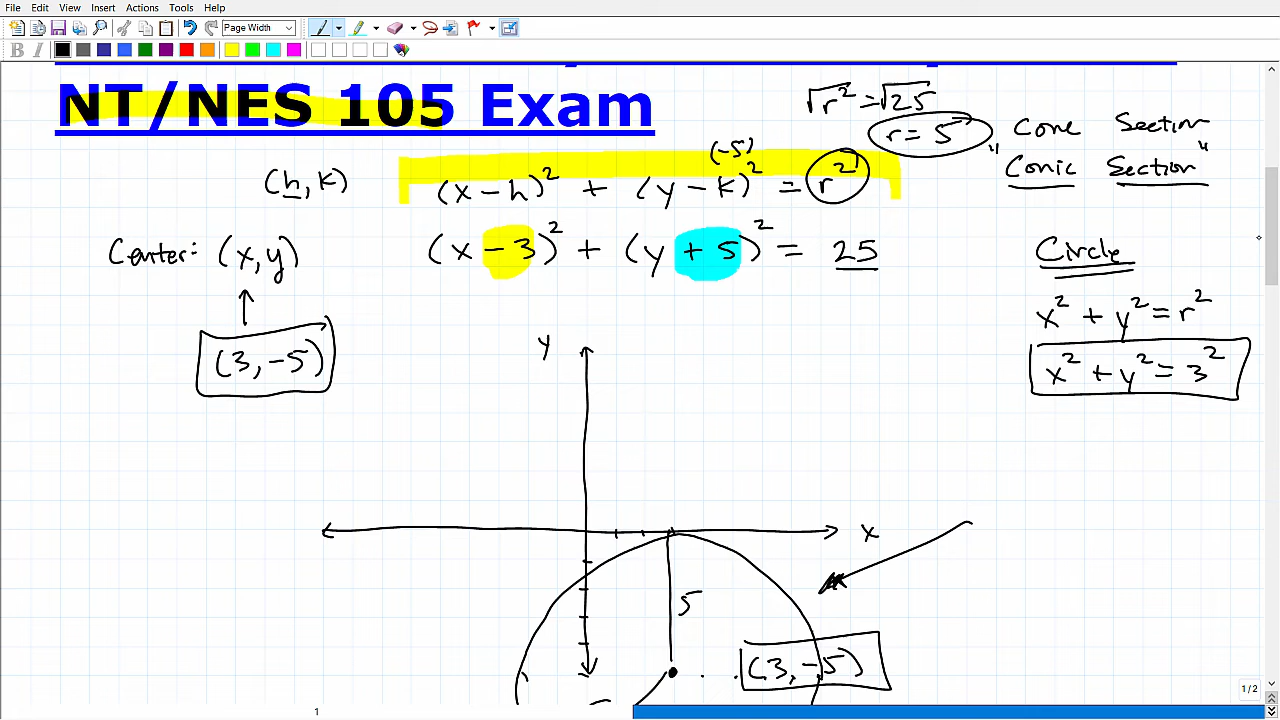 File Edit View Insert Actions Tools Help
Page Width
B I
NT/NES 105 Exam
√r² = √25
r = 5
Cone Section
"Conic Section"
(-5)
(h, k)
(x - h)² + (y - k)² = r²
Center: (x, y)
(x - 3)² + (y + 5)² = 25
Circle
x² + y² = r²
(3, -5)
x² + y² = 3²
y
x
5
(3, -5)
1/2
1